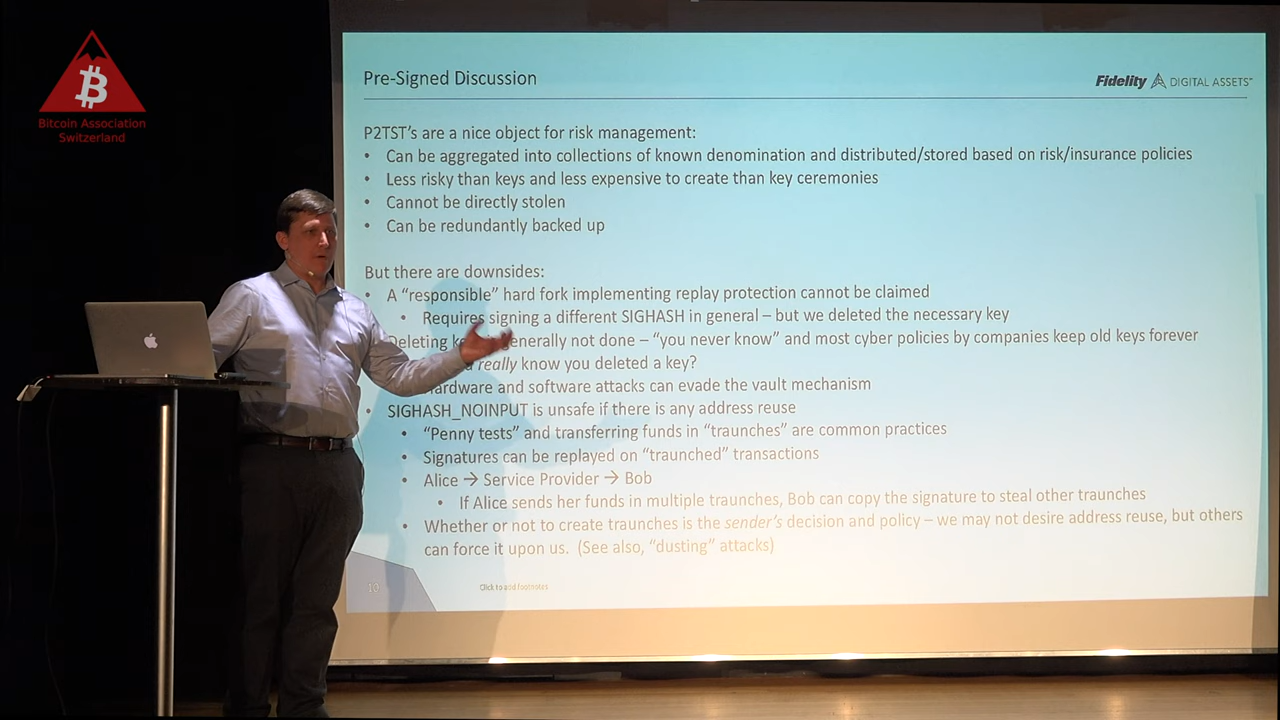 Bitcoin Association
Switzerland
Pre-Signed Discussion
Fidelity DIGITAL ASSETS℠
P2TST's are a nice object for risk management:
• Can be aggregated into collections of known denomination and distributed/stored based on risk/insurance policies
• Less risky than keys and less expensive to create than key ceremonies
• Cannot be directly stolen
• Can be redundantly backed up
But there are downsides:
• A “responsible” hard fork implementing replay protection cannot be claimed
• Requires signing a different SIGHASH in general – but we deleted the necessary key
Deleting generally not done – “you never know” and most cyber policies by companies keep old keys forever
really know you deleted a key?
ardware and software attacks can evade the vault mechanism
• SIGHASH_NOINPUT is unsafe if there is any address reuse
• “Penny tests” and transferring funds in “traunches” are common practices
• Signatures can be replayed on “traunched” transactions
• Alice → Service Provider → Bob
• If Alice sends her funds in multiple traunches, Bob can copy the signature to steal other traunches
• Whether or not to create traunches is the sender's decision and policy – we may not desire address reuse, but others
can force it upon us. (See also, “dusting” attacks)
10
Click to add footnotes